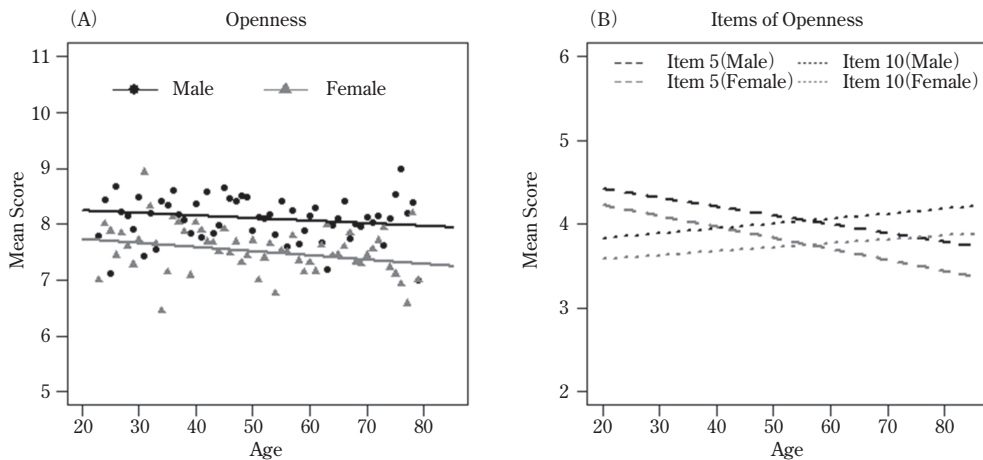 (A) Openness
11
10
9
8
7
6
5
Mean Score
Male Female
20 30 40 50 60 70 80
Age
(B) Items of Openness
6
5
4
3
2
Mean Score
Item 5(Male) Item 10(Male)
Item 5(Female) Item 10(Female)
20 30 40 50 60 70 80
Age